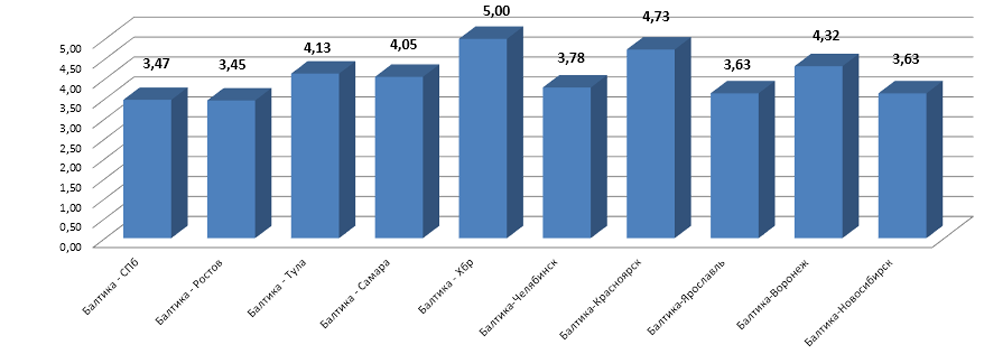 5,00
4,50
4,00
3,50
3,00
2,50
2,00
1,50
1,00
0,50
0,00
3,47
3,45
4,13
4,05
5,00
3,78
4,73
3,63
4,32
3,63
Балтика - СПб
Балтика - Ростов
Балтика - Тула
Балтика - Самара
Балтика - Хбр
Балтика-Челябинск
Балтика-Красноярск
Балтика-Ярославль
Балтика-Воронеж
Балтика-Новосибирск